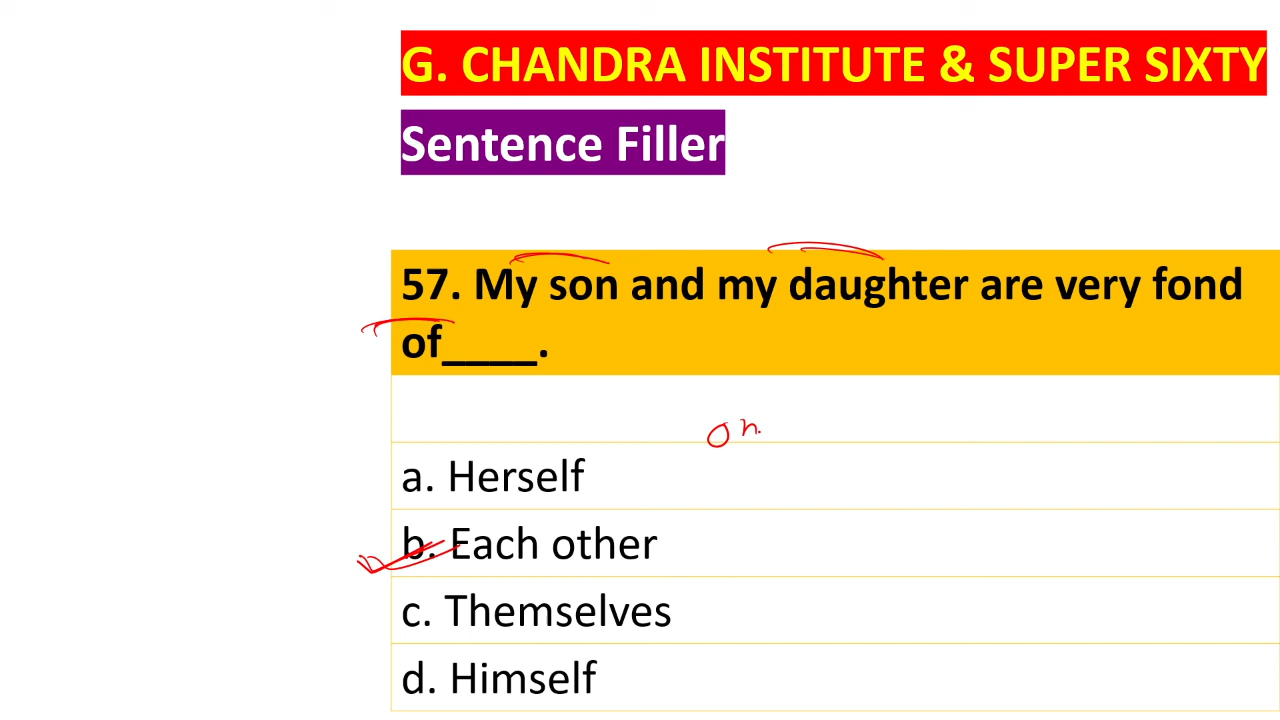 G. CHANDRA INSTITUTE & SUPER SIXTY
Sentence Filler
57. My son and my daughter are very fond
of____.
on
a. Herself
b. Each other
c. Themselves
d. Himself